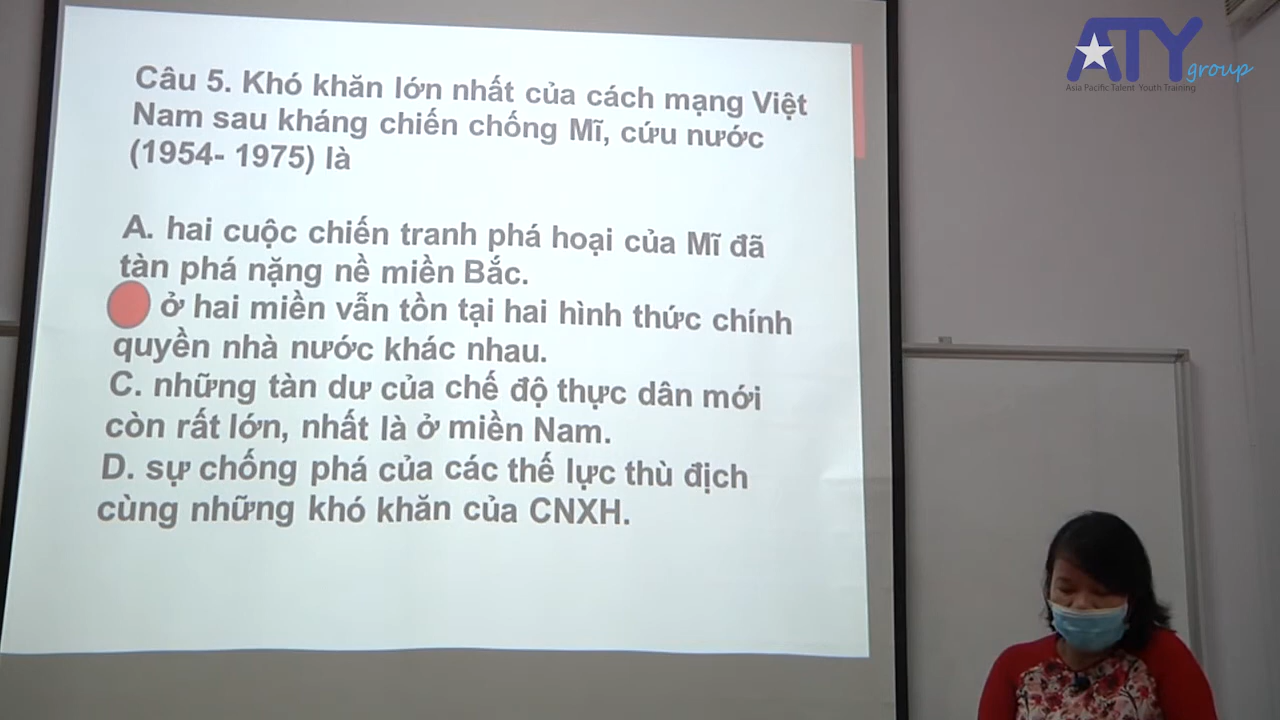 ATY
group
Asia Pacific Talent Youth Training
Câu 5. Khó khăn lớn nhất của cách mạng Việt
Nam sau kháng chiến chống Mĩ, cứu nước
(1954- 1975) là
A. hai cuộc chiến tranh phá hoại của Mĩ đã
tàn phá nặng nề miền Bắc.
ở hai miền vẫn tồn tại hai hình thức chính
quyền nhà nước khác nhau.
C. những tàn dư của chế độ thực dân mới
còn rất lớn, nhất là ở miền Nam.
D. sự chống phá của các thế lực thù địch
cùng những khó khăn của CNXH.